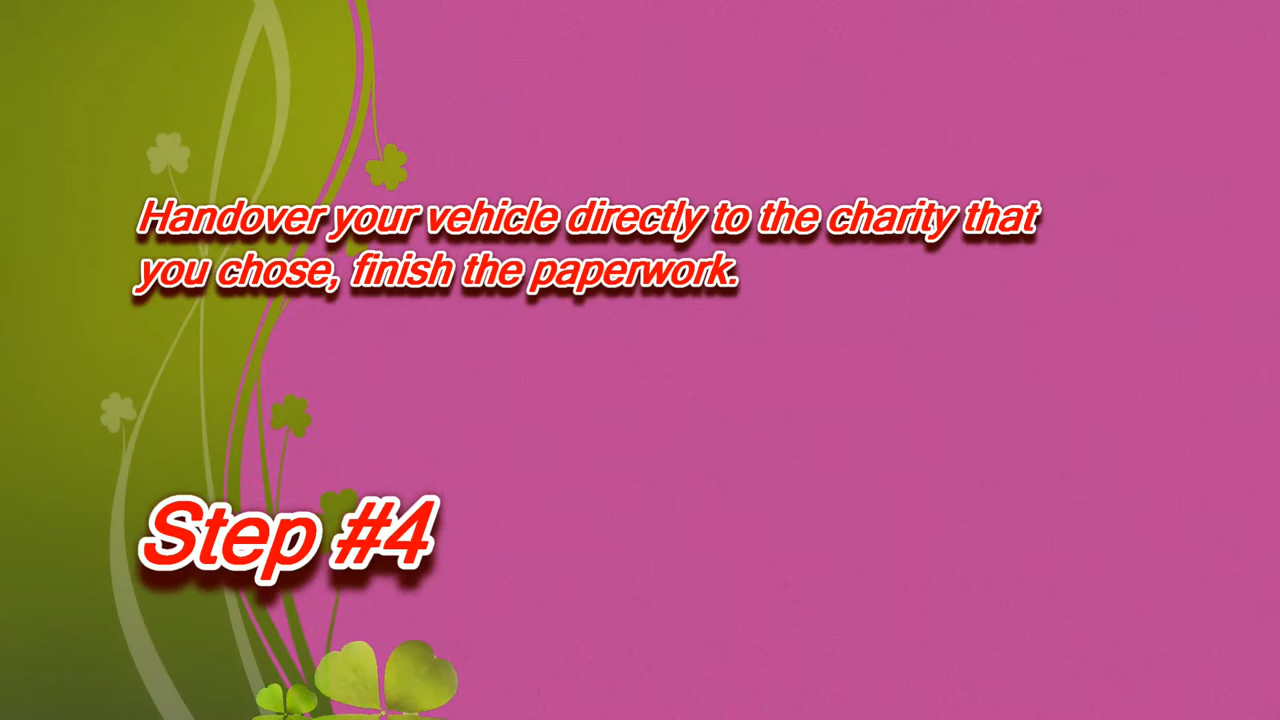 Handover your vehicle directly to the charity that
you chose, finish the paperwork.
Step #4